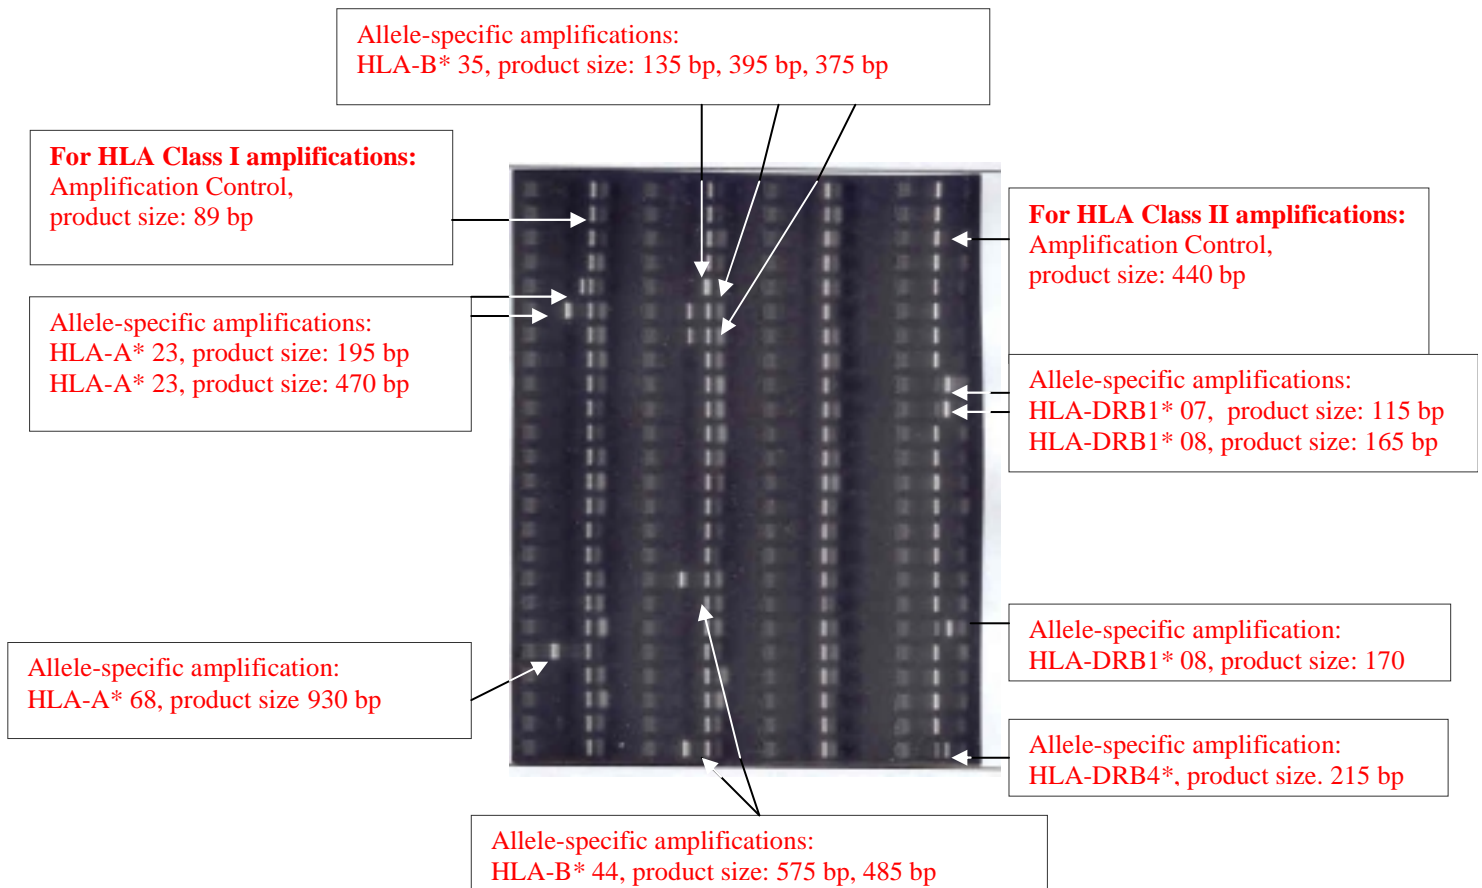 Allele-specific amplifications:
HLA-B* 35, product size: 135 bp, 395 bp, 375 bp
For HLA Class I amplifications:
Amplification Control,
product size: 89 bp
For HLA Class II amplifications:
Amplification Control,
product size: 440 bp
Allele-specific amplifications:
HLA-A* 23, product size: 195 bp
HLA-A* 23, product size: 470 bp
Allele-specific amplifications:
HLA-DRB1* 07, product size: 115 bp
HLA-DRB1* 08, product size: 165 bp
Allele-specific amplification:
HLA-A* 68, product size 930 bp
Allele-specific amplification:
HLA-DRB1* 08, product size: 170
Allele-specific amplification:
HLA-DRB4*, product size. 215 bp
Allele-specific amplifications:
HLA-B* 44, product size: 575 bp, 485 bp